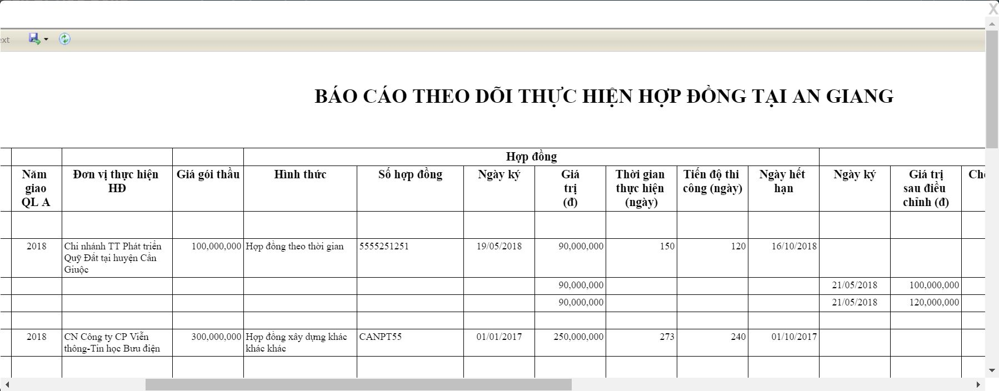 X
ext
BÁO CÁO THEO DÕI THỰC HIỆN HỢP ĐỒNG TẠI AN GIANG
Hợp đồng
Năm giao QL A Đơn vị thực hiện HĐ Giá gói thầu Hình thức Số hợp đồng Ngày ký Giá trị (đ) Thời gian thực hiện (ngày) Tiến độ thi công (ngày) Ngày hết hạn Ngày ký Giá trị sau điều chỉnh (đ)
2018 Chi nhánh TT Phát triển 100,000,000 Hợp đồng theo thời gian 5555251251 19/05/2018 90,000,000 150 120 16/10/2018
Quỹ Đất tại huyện Cần
Giuộc
90,000,000 21/05/2018 100,000,000
90,000,000 21/05/2018 120,000,000
2018 CN Công ty CP Viễn 300,000,000 Hợp đồng xây dựng khác CANPT55 01/01/2017 250,000,000 273 240 01/10/2017
thông-Tin học Bưu điện khác khác